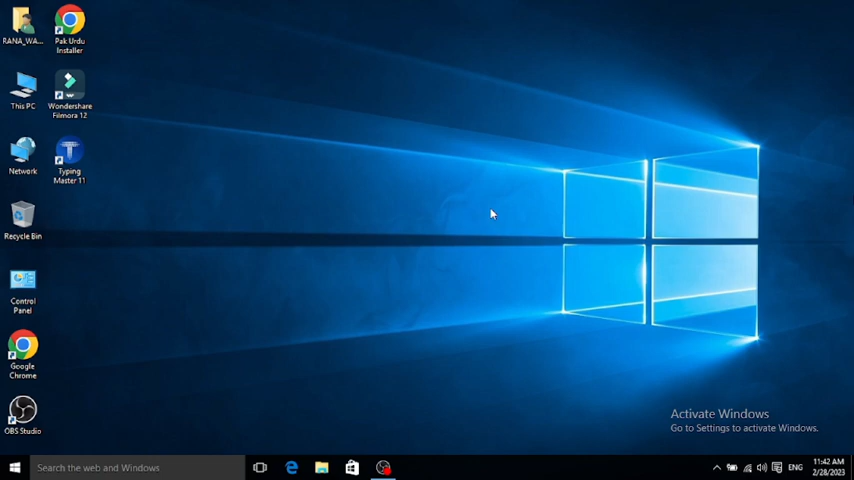 RANA_WA...
Pak Urdu
Installer
This PC
Wondershare
Filmora 12
Network
Typing
Master 11
Recycle Bin
Control
Panel
Google
Chrome
OBS Studio
Activate Windows
Go to Settings to activate Windows.
Search the web and Windows
ENG
11:42 AM
2/28/2023